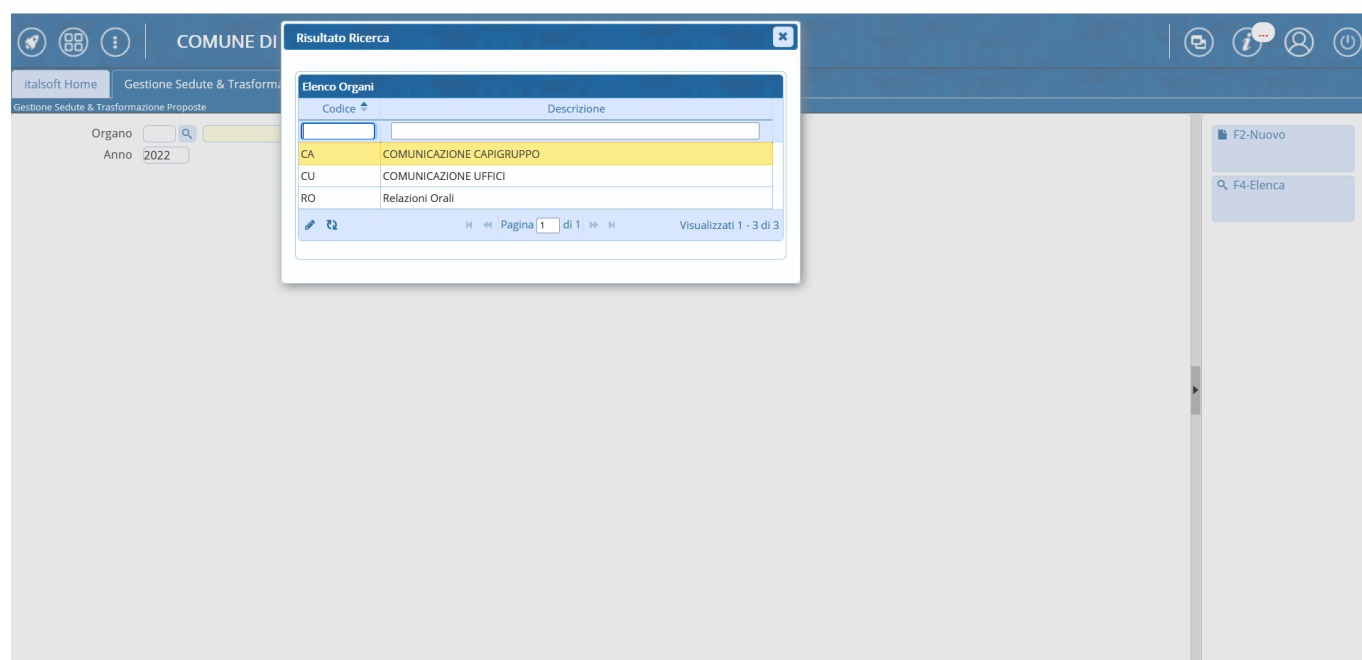 COMUNE DI
Risultato Ricerca
italsoft Home
Gestione Sedute & Trasforma
Gestione Sedute & Trasformazione Proposte
Elenco Organi
Codice Descrizione
Organo
Anno 2022
CA COMUNICAZIONE CAPIGRUPPO
CU COMUNICAZIONE UFFICI
RO Relazioni Orali
Pagina 1 di 1 Visualizzati 1 - 3 di 3
F2-Nuovo
F4-Elenca